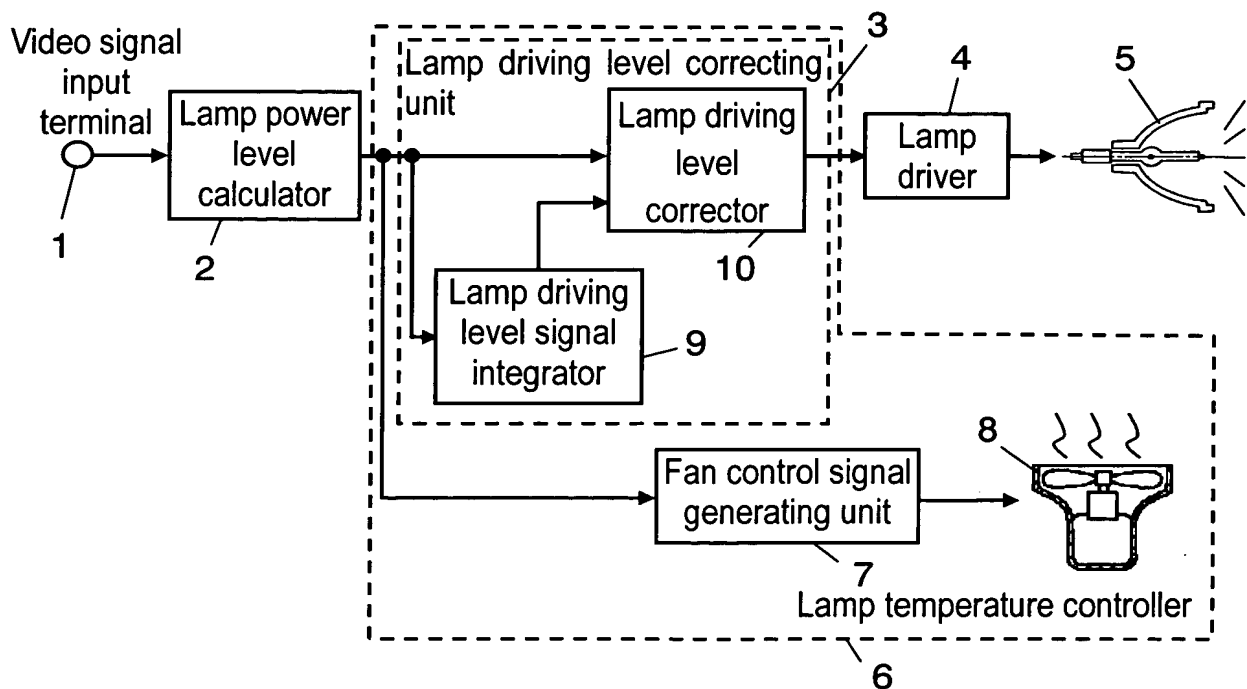 Video signal
input
terminal
1
Lamp power
level
calculator
2
Lamp driving level correcting
unit
3
Lamp driving
level
corrector
10
Lamp driving
level signal
integrator
9
4
Lamp
driver
5
Fan control signal
generating unit
7
8
Lamp temperature controller
6